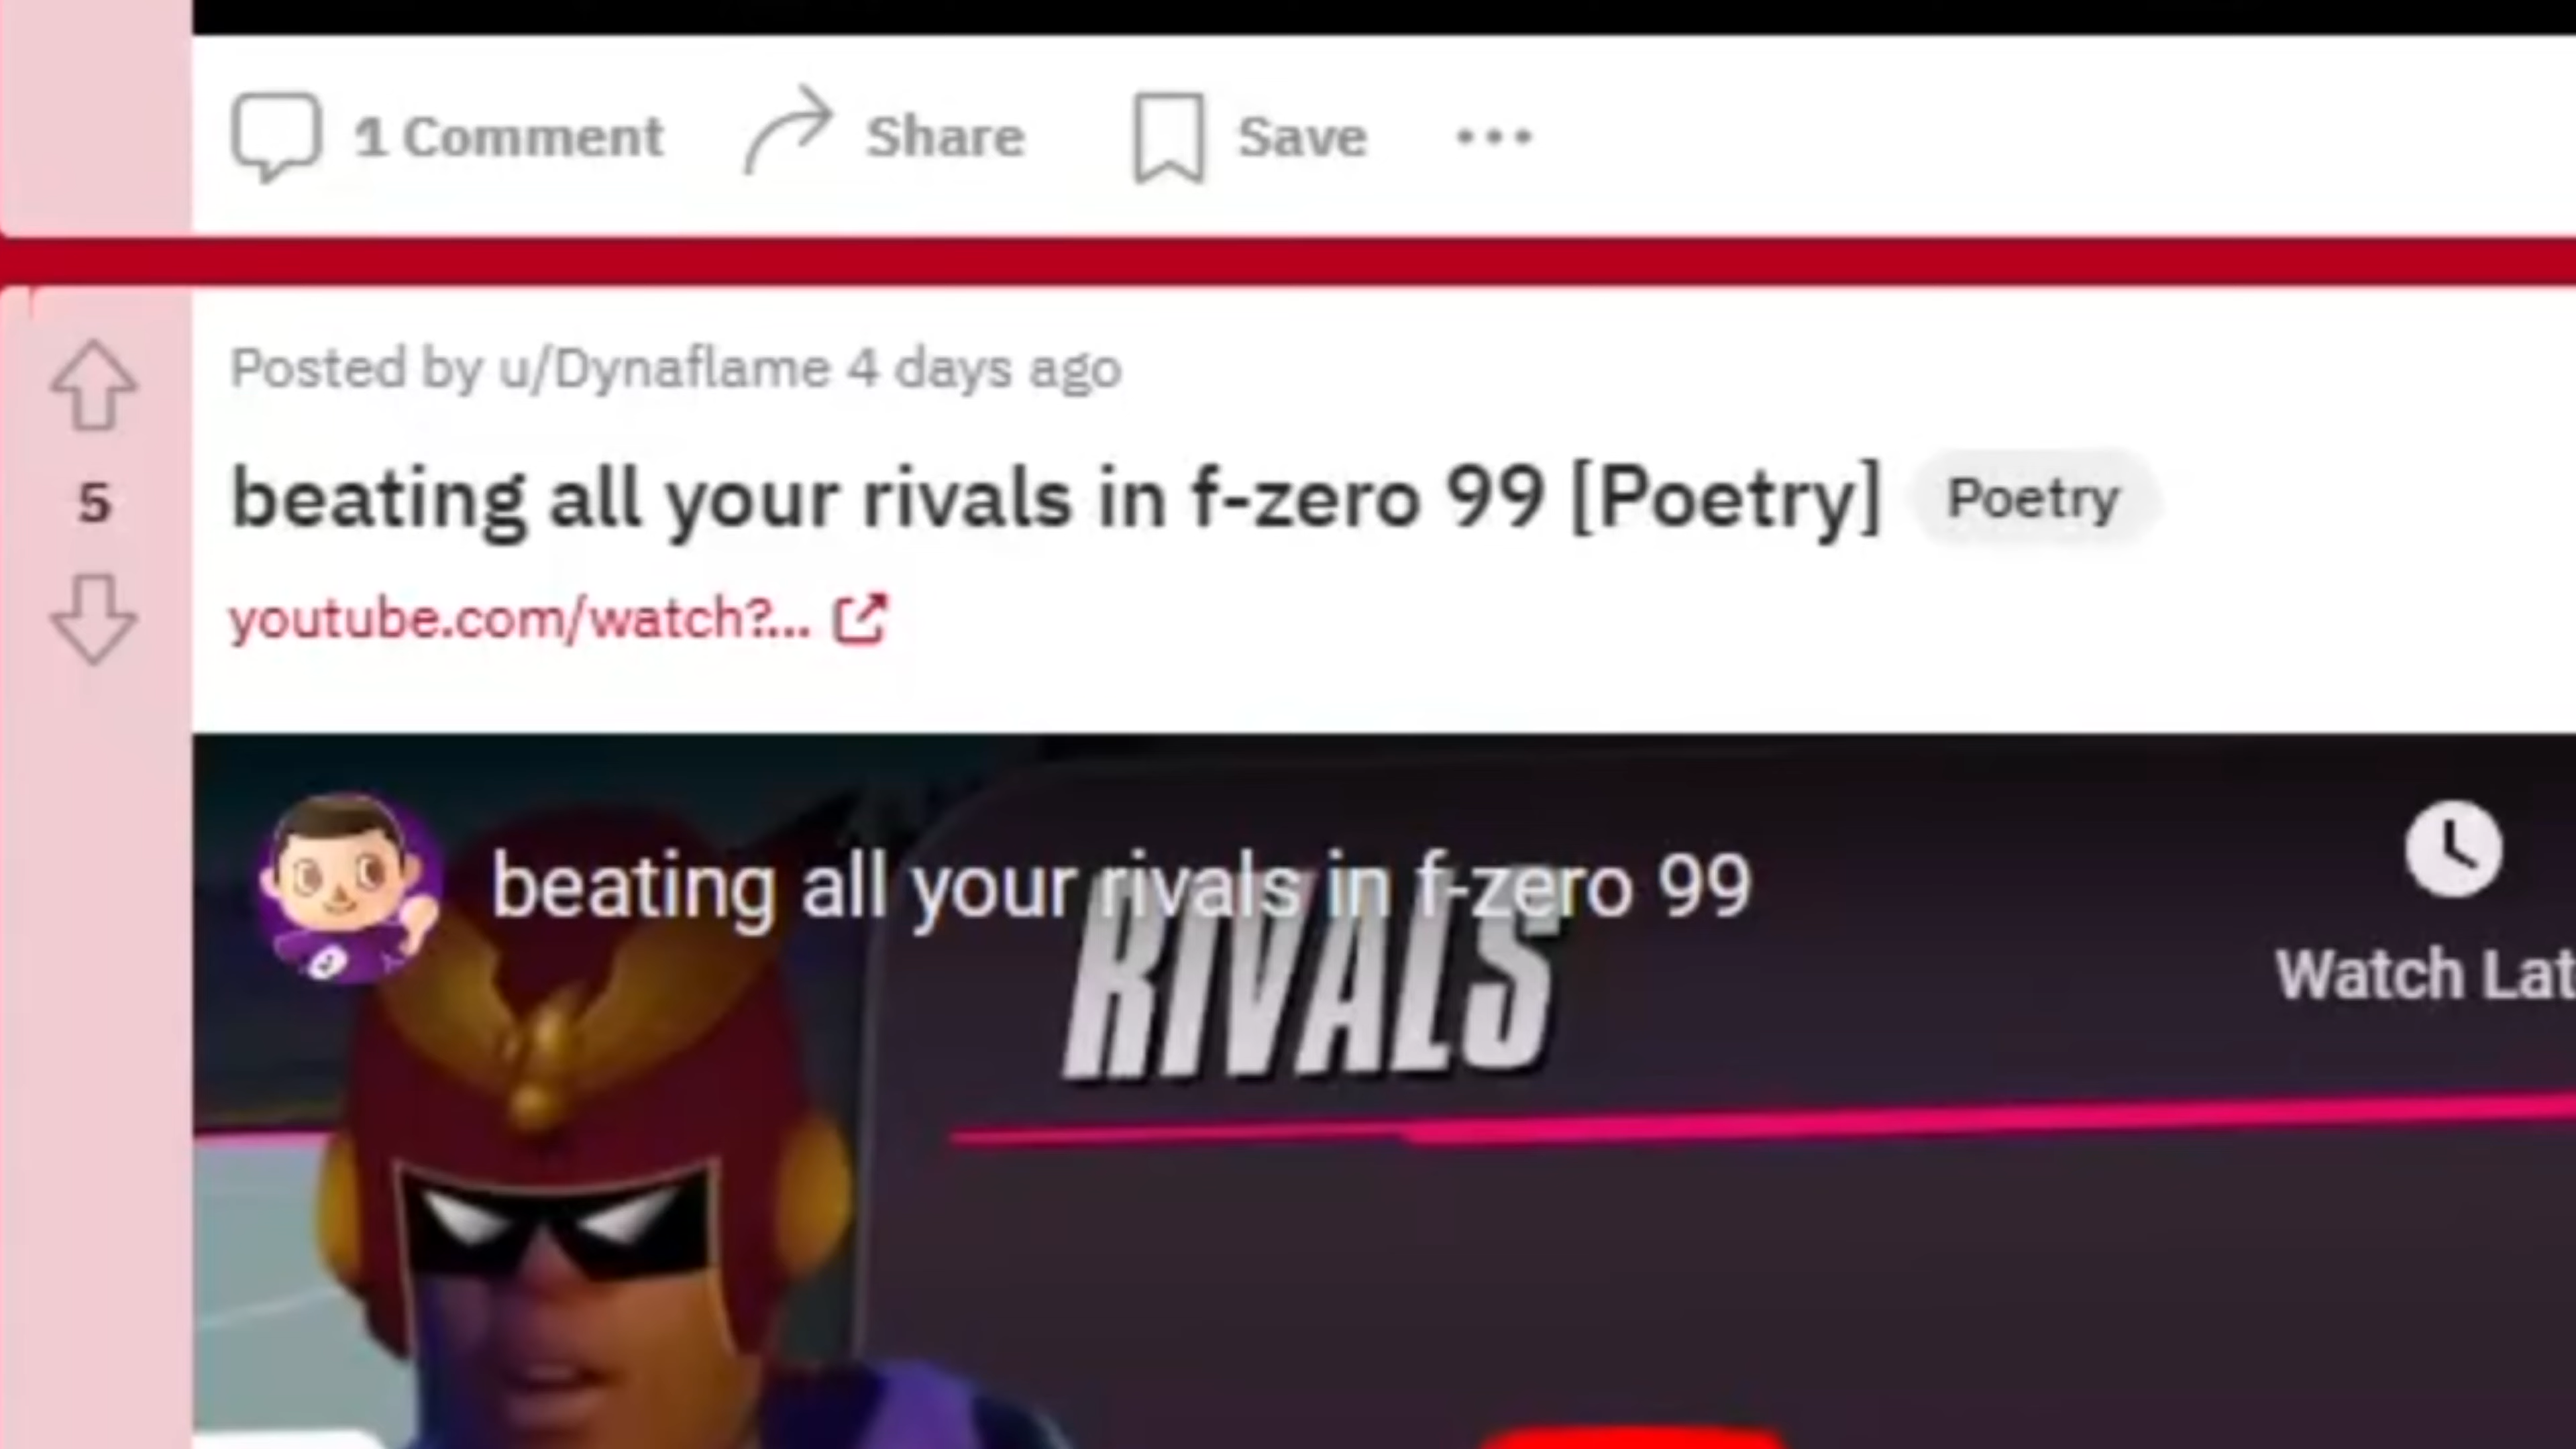 1 Comment Share Save
Posted by u/Dynaflame 4 days ago
5
beating all your rivals in f-zero 99 [Poetry] Poetry
youtube.com/watch?...
beating all your rivals in f-zero 99
RIVALS
Watch Lat